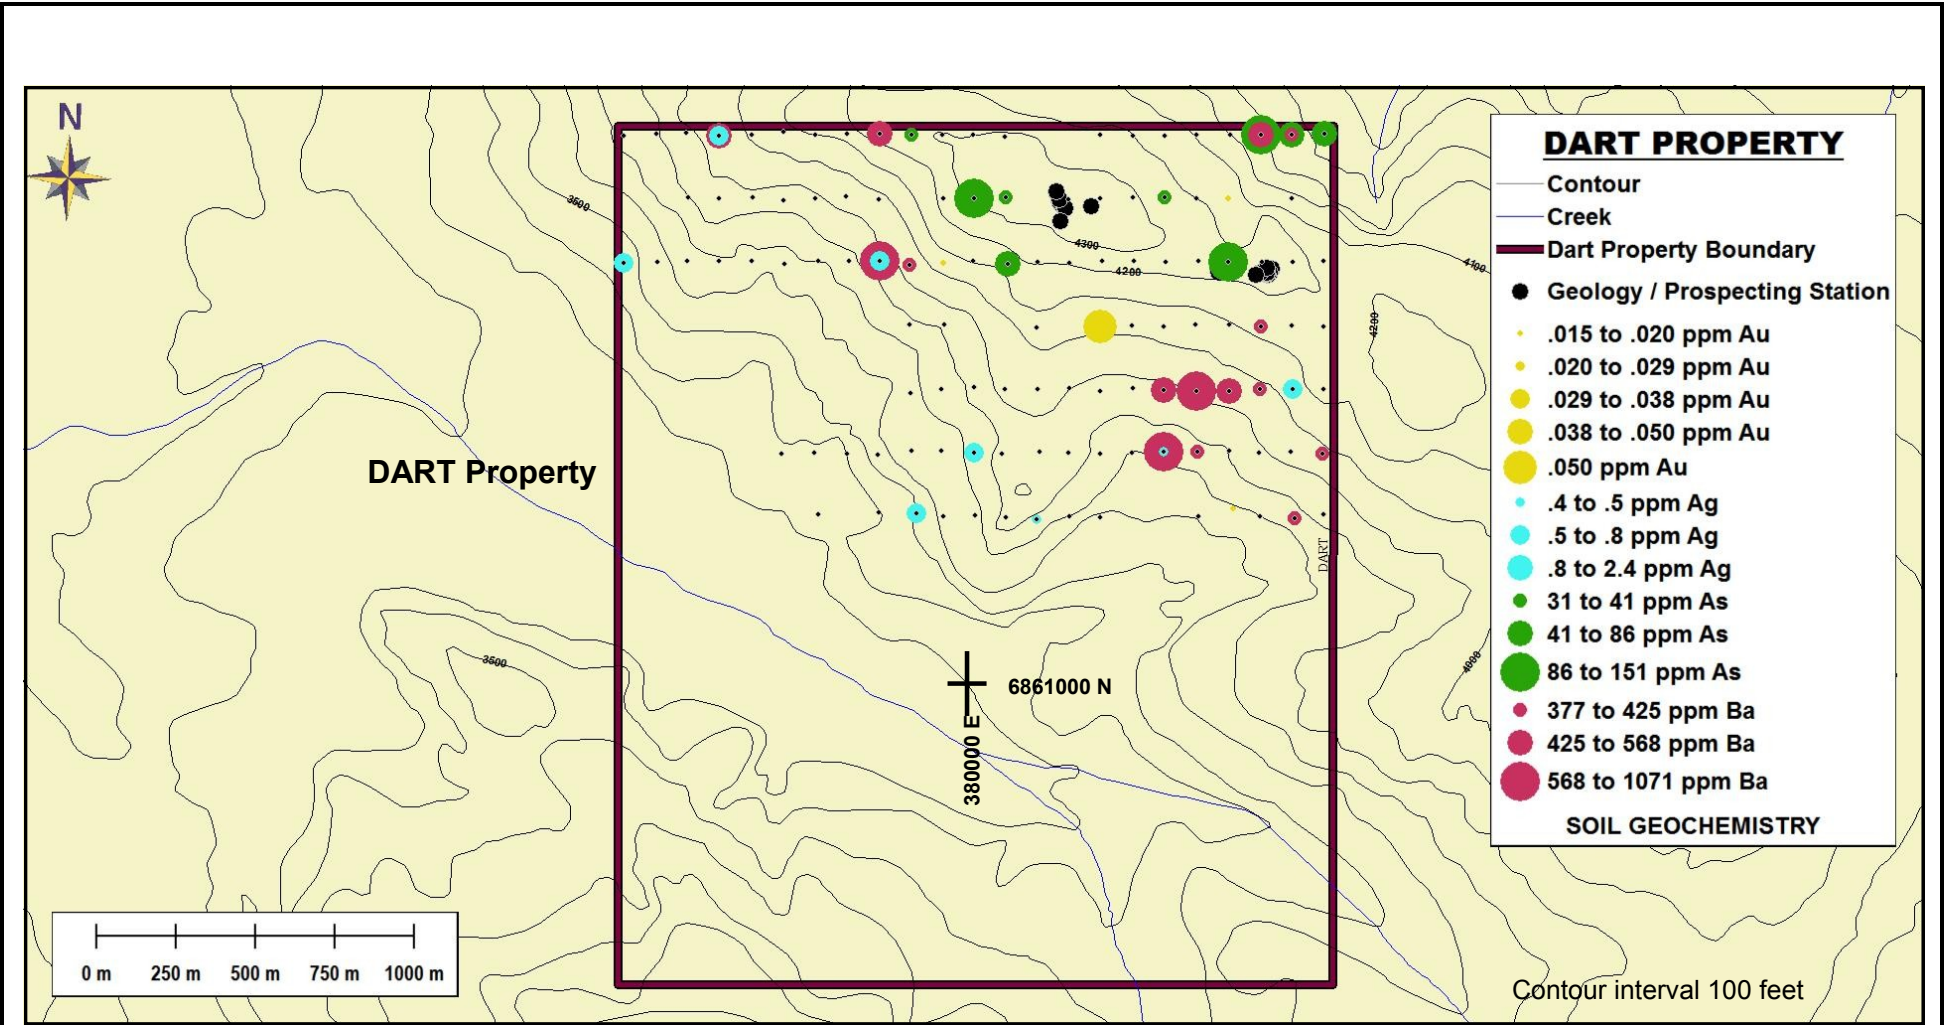 N
DART PROPERTY
Contour
Creek
Dart Property Boundary
Geology / Prospecting Station
.015 to .020 ppm Au
.020 to .029 ppm Au
.029 to .038 ppm Au
.038 to .050 ppm Au
.050 ppm Au
.4 to .5 ppm Ag
.5 to .8 ppm Ag
.8 to 2.4 ppm Ag
31 to 41 ppm As
41 to 86 ppm As
86 to 151 ppm As
377 to 425 ppm Ba
425 to 568 ppm Ba
568 to 1071 ppm Ba
SOIL GEOCHEMISTRY
3500
4300
4200
4100
4200
DART Property
DART
3500
4000
6861000 N
380000 E
0 m 250 m 500 m 750 m 1000 m
Contour interval 100 feet